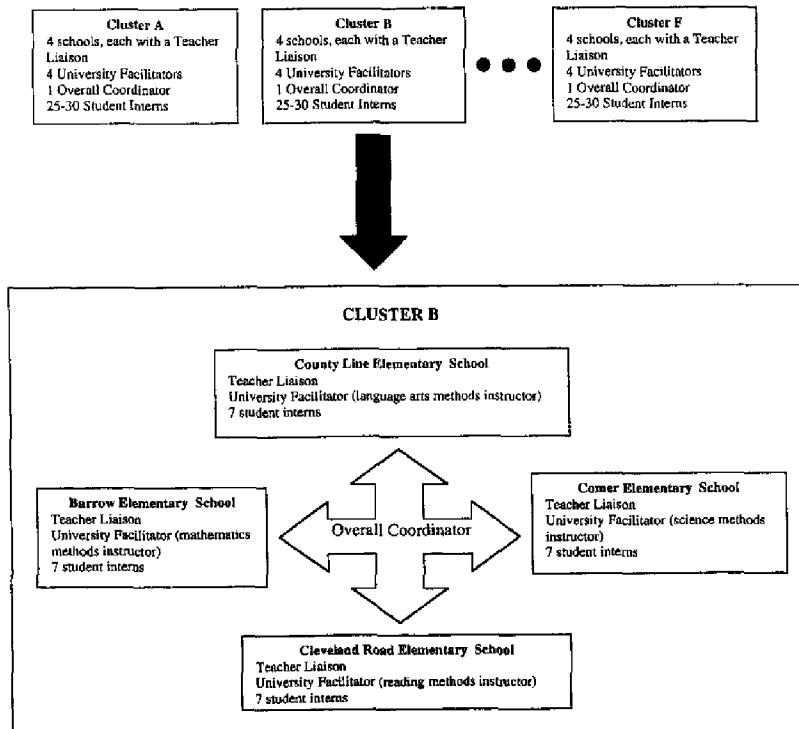 Cluster A
4 schools, each with a Teacher
Liaison
4 University Facilitators
1 Overall Coordinator
25-30 Student Interns
Cluster B
4 schools, each with a Teacher
Liaison
4 University Facilitators
1 Overall Coordinator
25-30 Student Interns
Cluster F
4 schools, each with a Teacher
Liaison
4 University Facilitators
1 Overall Coordinator
25-30 Student Interns
CLUSTER B
County Line Elementary School
Teacher Liaison
University Facilitator (language arts methods instructor)
7 student interns
Barrow Elementary School
Teacher Liaison
University Facilitator (mathematics
methods instructor)
7 student interns
Overall Coordinator
Comer Elementary School
Teacher Liaison
University Facilitator (science methods
instructor)
7 student interns
Cleveland Road Elementary School
Teacher Liaison
University Facilitator (reading methods instructor)
7 student interns